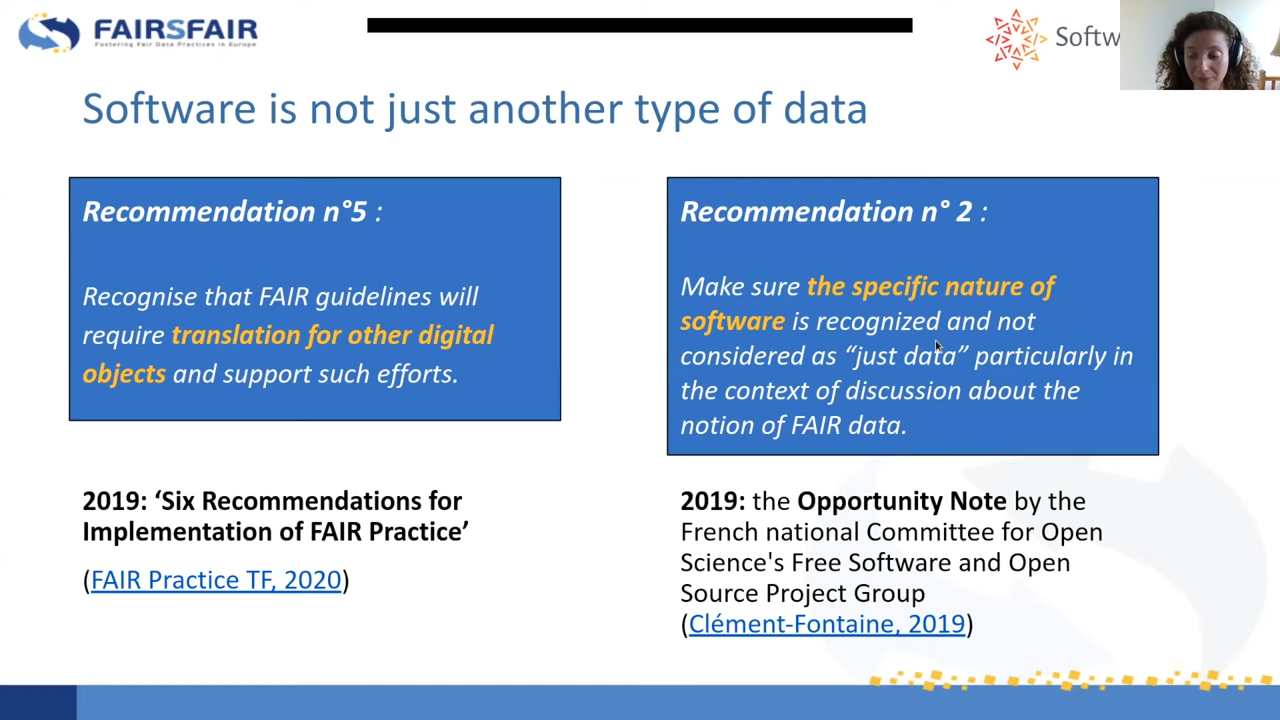 FAIRSFAIR
Fostering Fair Data Practices in Europe
Softw
Software is not just another type of data
Recommendation n°5 :
Recognise that FAIR guidelines will
require translation for other digital
objects and support such efforts.
Recommendation n° 2 :
Make sure the specific nature of
software is recognized and not
considered as “just data” particularly in
the context of discussion about the
notion of FAIR data.
2019: ‘Six Recommendations for
Implementation of FAIR Practice’
(FAIR Practice TF, 2020)
2019: the Opportunity Note by the
French national Committee for Open
Science's Free Software and Open
Source Project Group
(Clément-Fontaine, 2019)